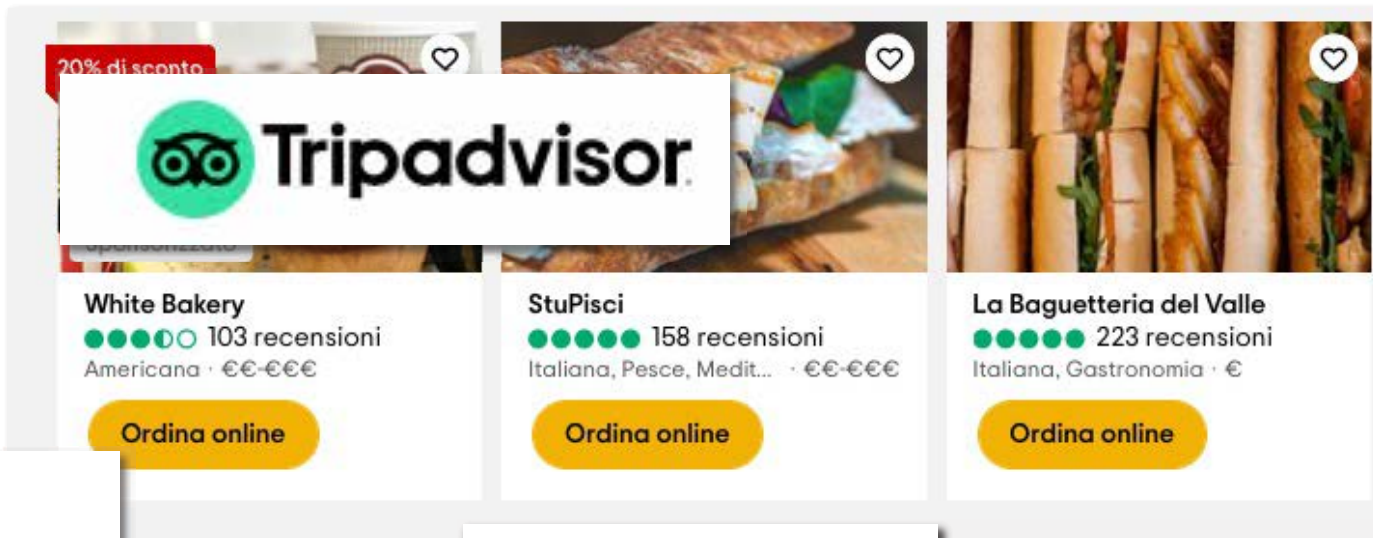 20% di sconto
Tripadvisor
Sponsorizzato
White Bakery
103 recensioni
Americana · €€-€€€
Ordina online
StuPisci
158 recensioni
Italiana, Pesce, Medit... · €€-€€€
Ordina online
La Baguetteria del Valle
223 recensioni
Italiana, Gastronomia · €
Ordina online